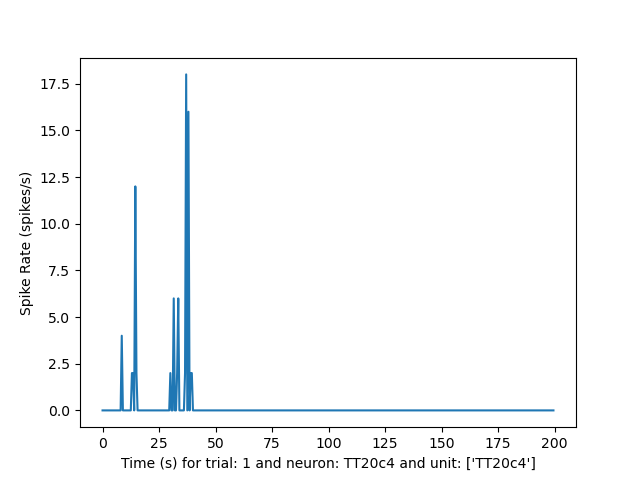 17.5
15.0
12.5
10.0
7.5
5.0
2.5
0.0
Spike Rate (spikes/s)
0 25 50 75 100 125 150 175 200
Time (s) for trial: 1 and neuron: TT20c4 and unit: ['TT20c4']